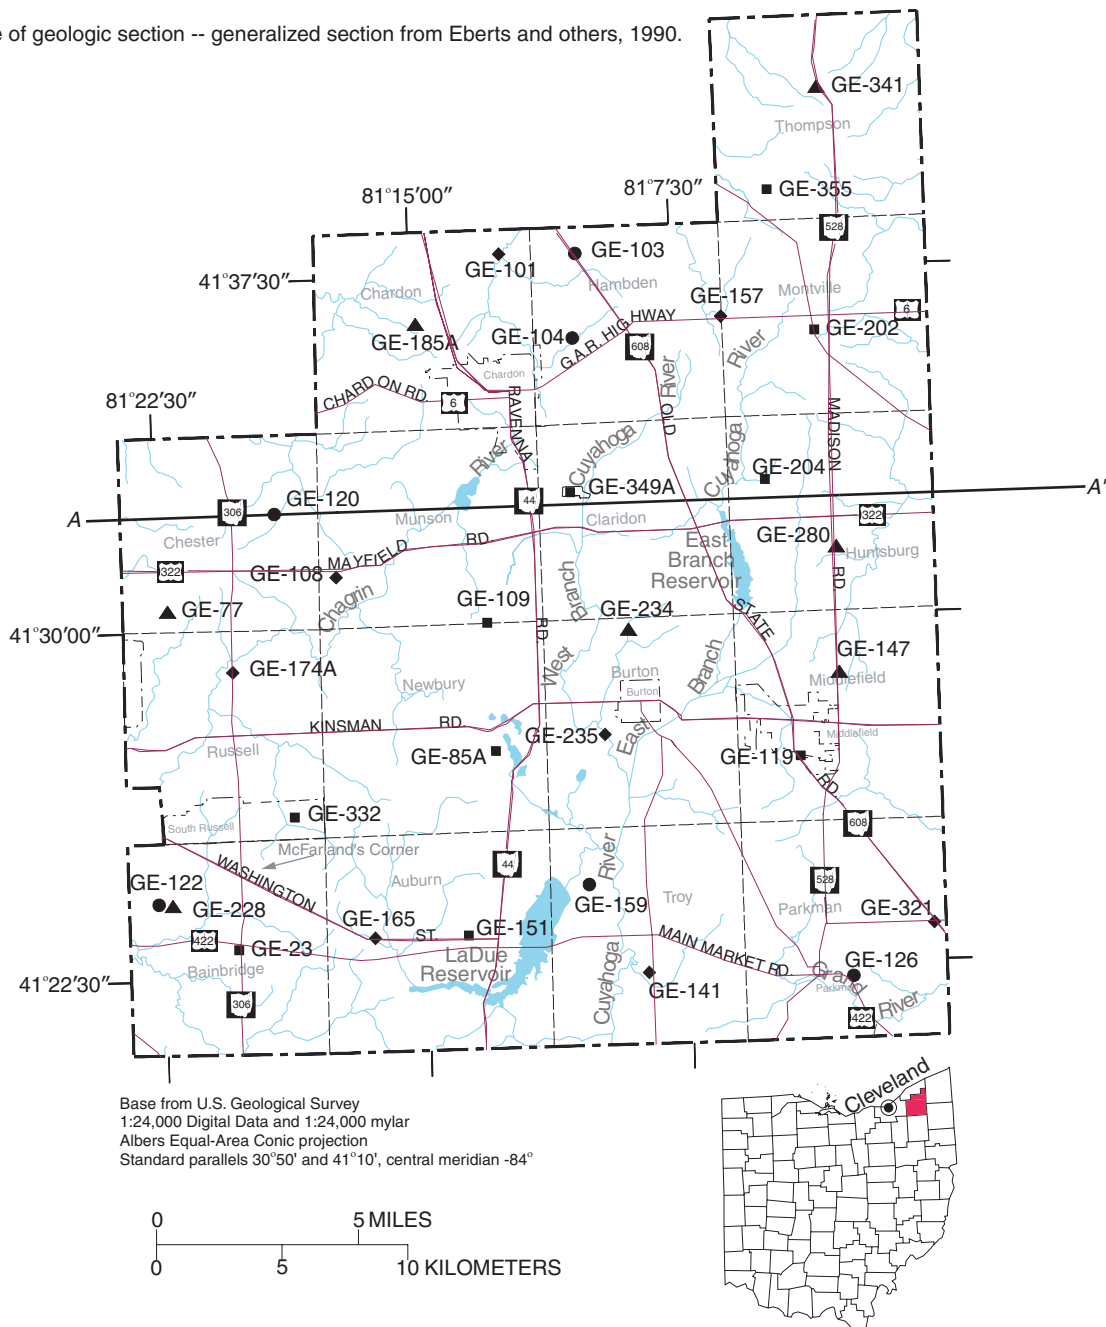 e of geologic section -- generalized section from Eberts and others, 1990.
GE-341
Thompson
81°15′00″
81°7′30″
GE-355
528
GE-103
GE-101
41°37′30″
Hambden
Chardon
GE-157
Montville
6
HWAY
GE-185A
GE-104
G.A.R. HIG
608
River
GE-202
Chardon
River
CHARDON RD.
6
81°22′30″
RAVENNA
OLD
MADISON
Cuyahoga
Cuyahoga
River
GE-204
GE-349A
A'
GE-120
44
306
A
Munson
Claridon
322
Chester
RD.
East
Branch
Reservoir
GE-280
Huntsburg
MAYFIELD
322
GE-108
RD
Chagrin
Branch
GE-109
GE-77
GE-234
STATE
41°30′00″
RD.
GE-147
GE-174A
West
Branch
Burton
Middlefield
Newbury
Burton
KINSMAN
RD.
GE-235
East
Middlefield
Russell
GE-85A
GE-119
RD.
GE-332
South Russell
608
McFarland's Corner
River
WASHINGTON
44
GE-122
Auburn
528
Troy
GE-228
GE-159
Parkman
GE-321
GE-165
GE-151
ST.
422
GE-23
MAIN MARKET RD.
LaDue
Reservoir
GE-126
Bainbridge
Grand
41°22′30″
Cuyahoga
GE-141
Parkman
River
306
422
Cleveland
Base from U.S. Geological Survey
1:24,000 Digital Data and 1:24,000 mylar
Albers Equal-Area Conic projection
Standard parallels 30°50' and 41°10', central meridian -84°
0 5 MILES
0 5 10 KILOMETERS